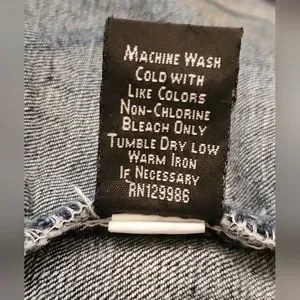 MACHINE WASH
COLD WITH
LIKE COLORS
NON-CHLORINE
BLEACH ONLY
TUMBLE DRY LOW
WARM IRON
IF NECESSARY
RN129986